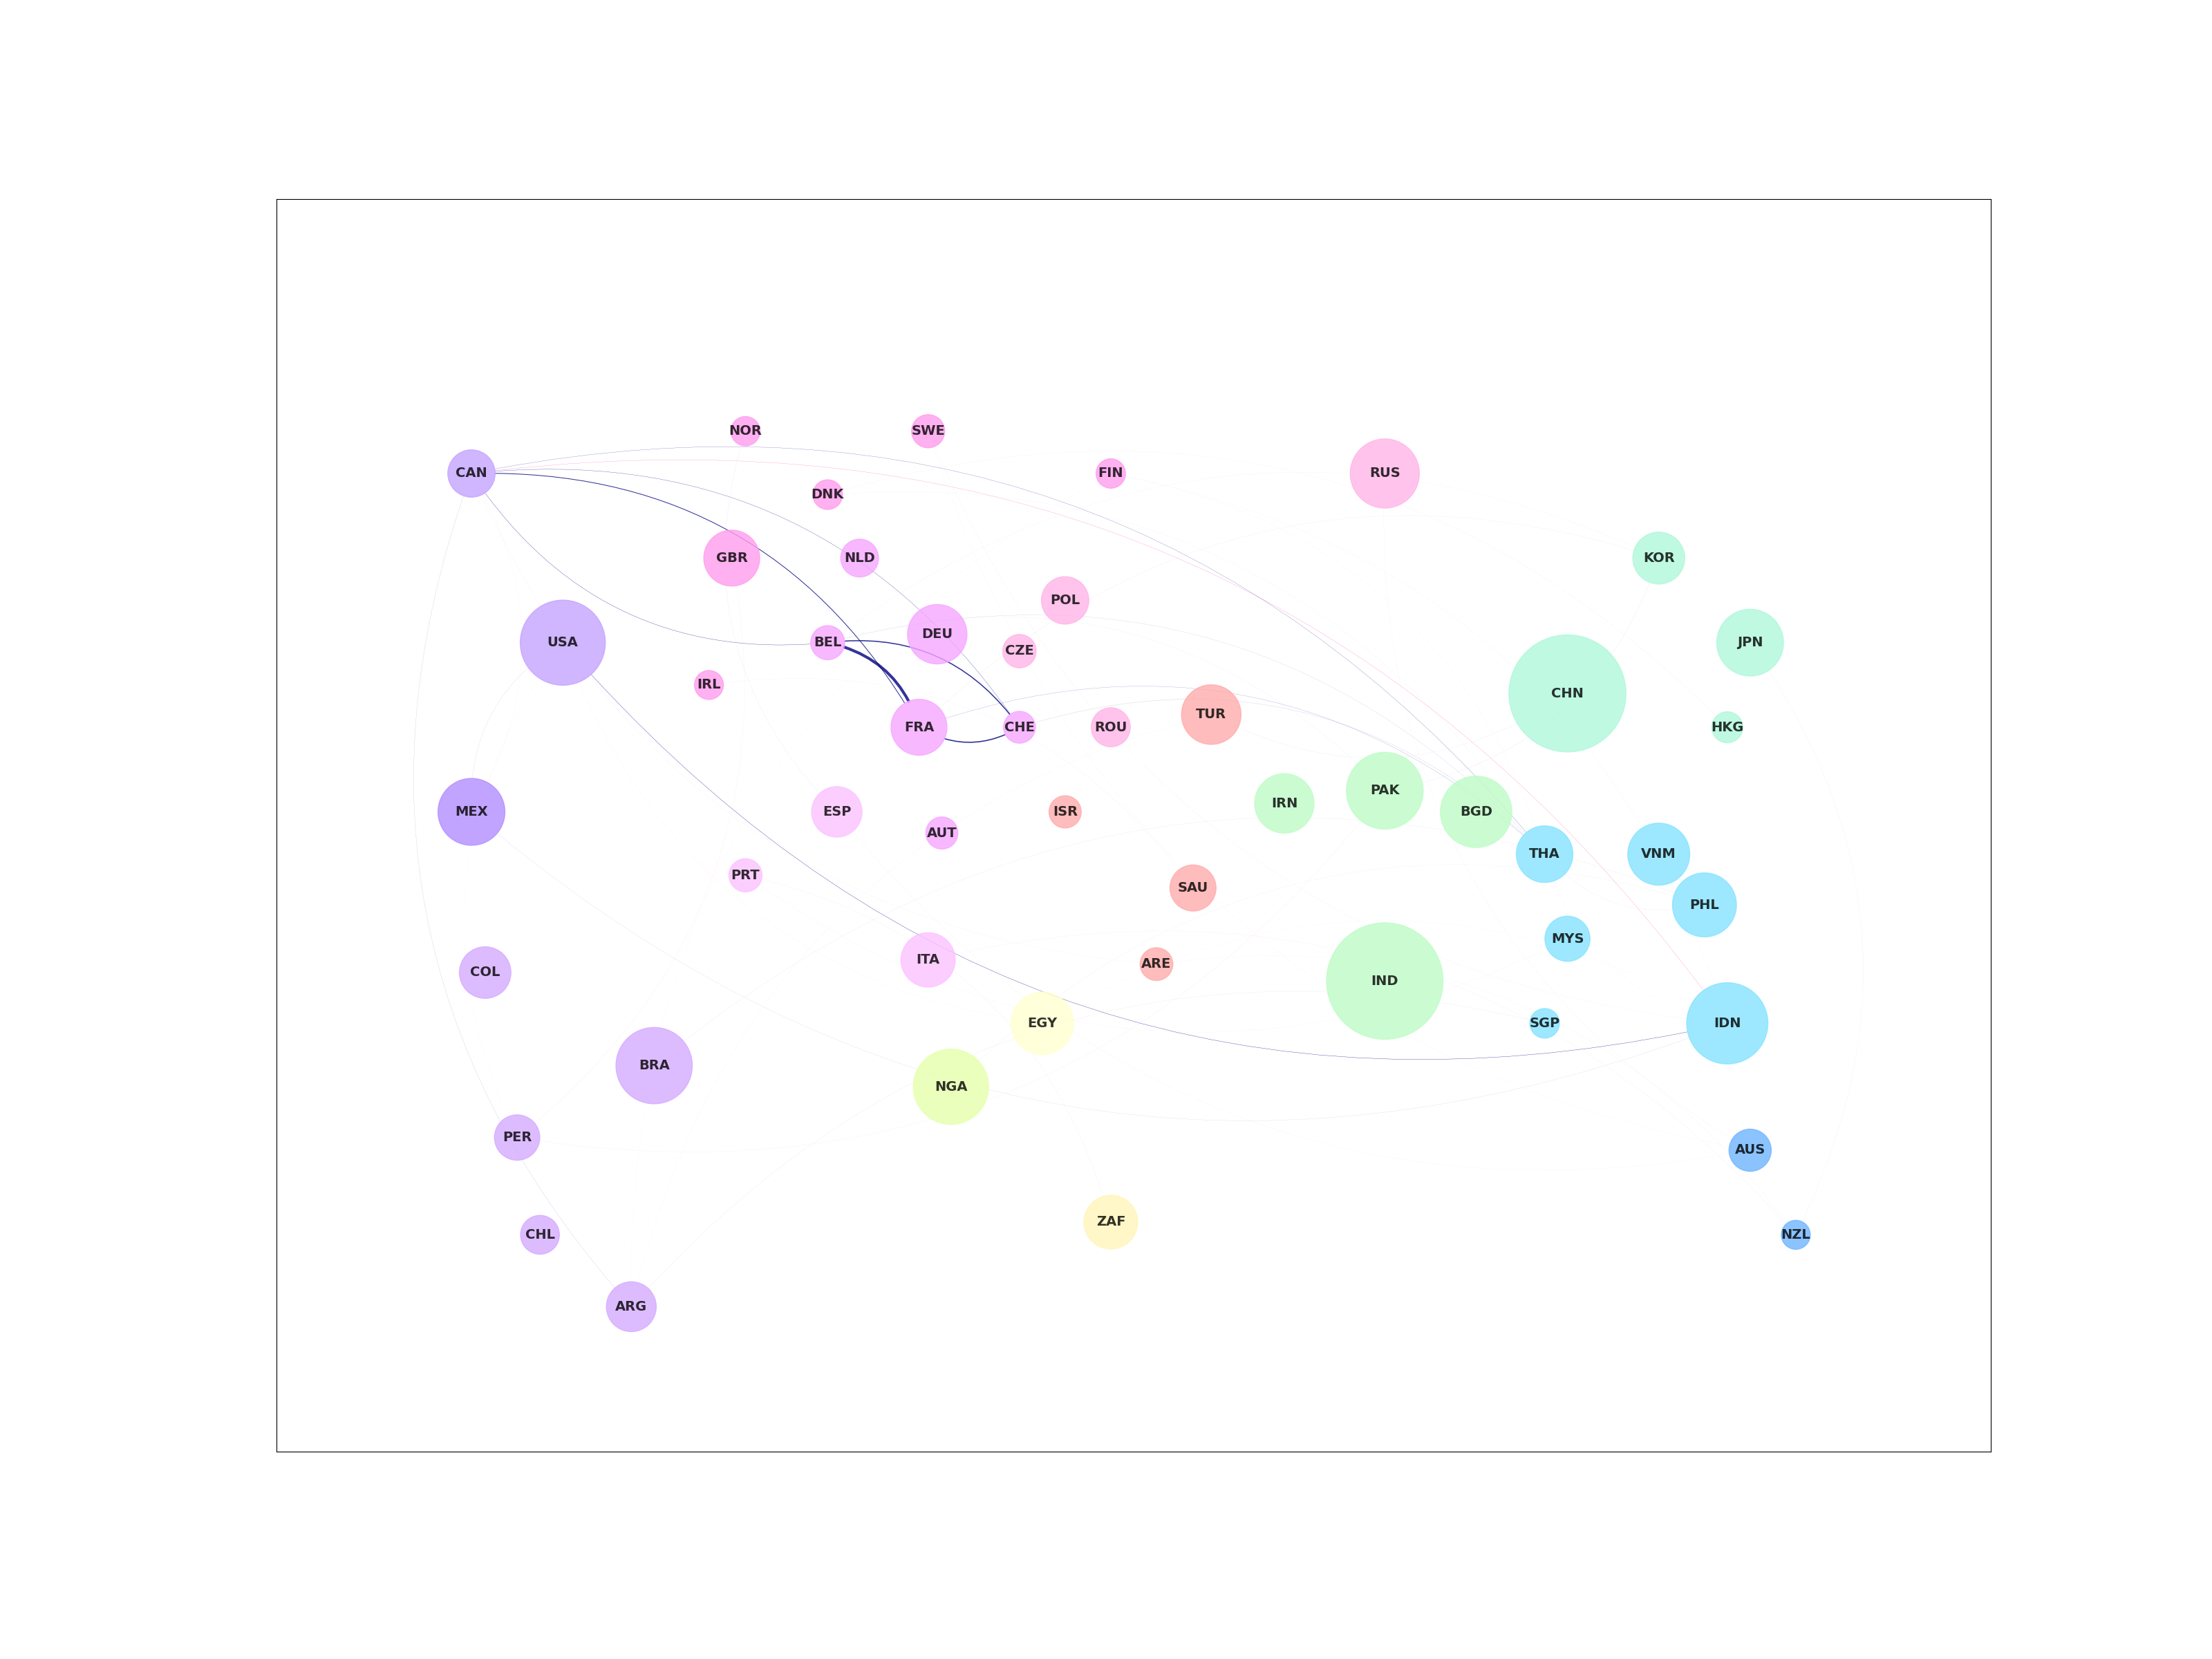 NOR
SWE
CAN
FIN
RUS
DNK
GBR
NLD
KOR
POL
DEU
USA
BEL
CZE
JPN
IRL
CHN
TUR
FRA
CHE
ROU
HKG
PAK
IRN
MEX
ESP
ISR
BGD
AUT
THA
VNM
PRT
SAU
PHL
MYS
ITA
ARE
COL
IND
EGY
SGP
IDN
BRA
NGA
PER
AUS
ZAF
CHL
NZL
ARG